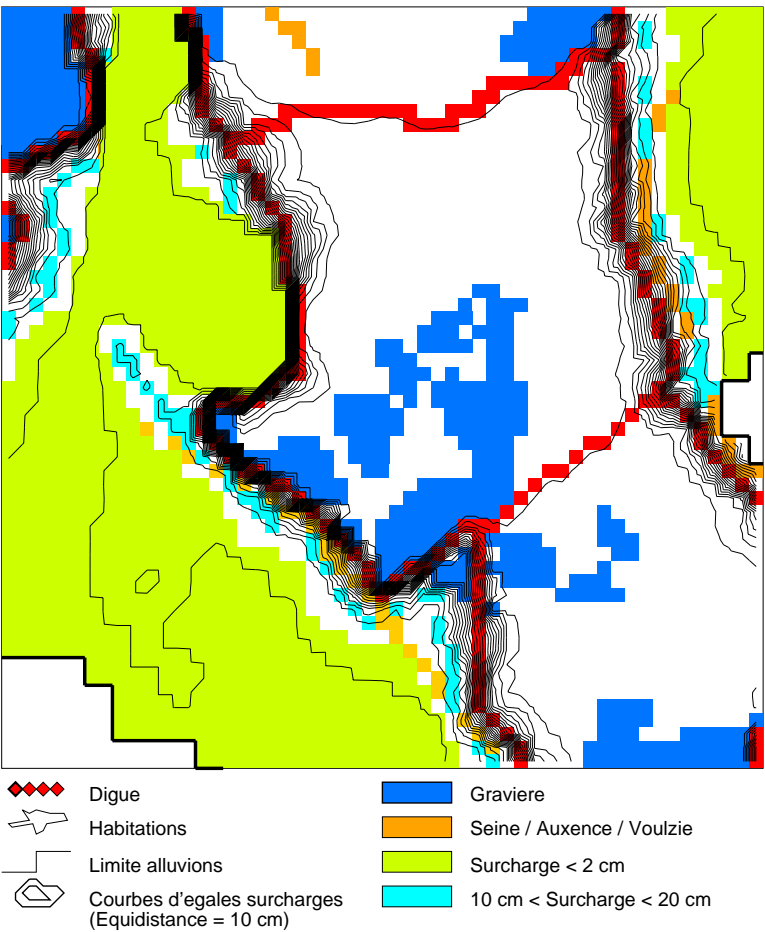 Digue
Habitations
Limite alluvions
Courbes d'egales surcharges
(Equidistance = 10 cm)
Graviere
Seine / Auxence / Voulzie
Surcharge < 2 cm
10 cm < Surcharge < 20 cm